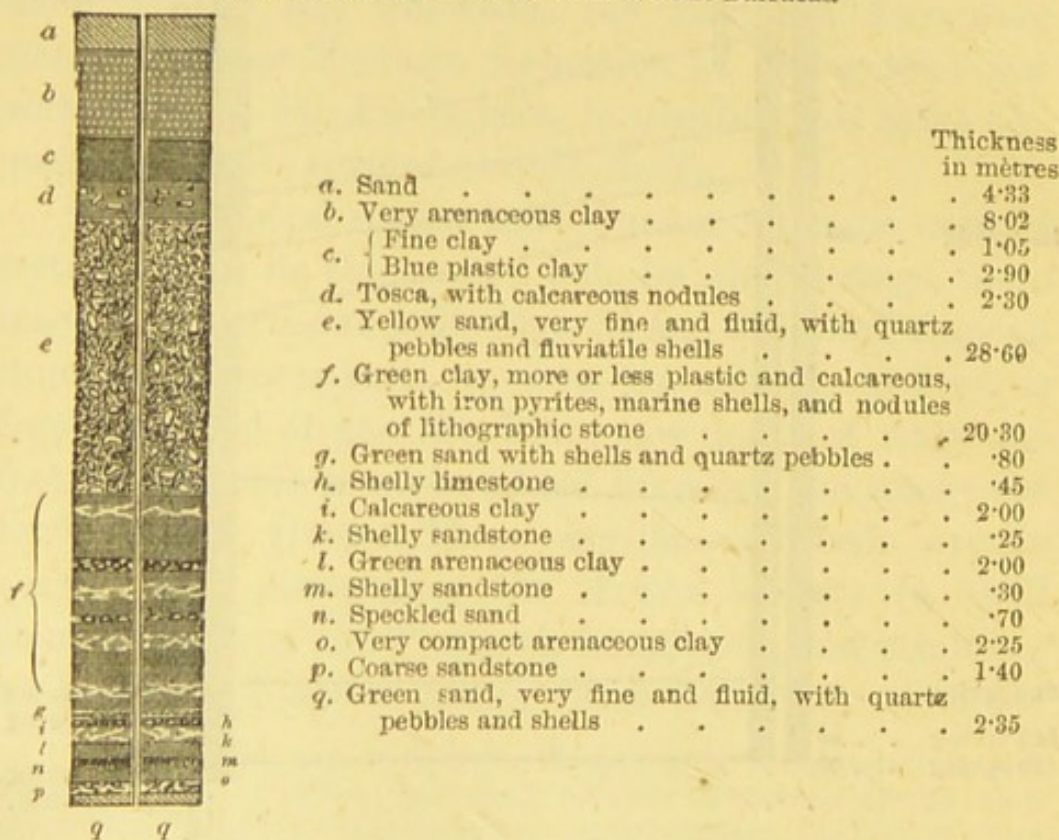 a
b
c
d
e
f
g
i
l
n
p
h
k
m
o
q q
Thickness
in mètres
a. Sand . . . . . . . 4·33
b. Very arenaceous clay . . . . . . 8·02
c. { Fine clay . . . . . . . 1·05
{ Blue plastic clay . . . . . . 2·90
d. Tosca, with calcareous nodules . . . . 2·30
e. Yellow sand, very fine and fluid, with quartz
pebbles and fluviatile shells . . . . 28·60
f. Green clay, more or less plastic and calcareous,
with iron pyrites, marine shells, and nodules
of lithographic stone . . . . . 20·30
g. Green sand with shells and quartz pebbles . . ·80
h. Shelly limestone . . . . . . . ·45
i. Calcareous clay . . . . . . . 2·00
k. Shelly sandstone . . . . . . . ·25
l. Green arenaceous clay . . . . . . 2·00
m. Shelly sandstone . . . . . . . ·30
n. Speckled sand . . . . . . . ·70
o. Very compact arenaceous clay . . . . 2·25
p. Coarse sandstone . . . . . . . 1·40
q. Green sand, very fine and fluid, with quartz
pebbles and shells . . . . . . 2·35